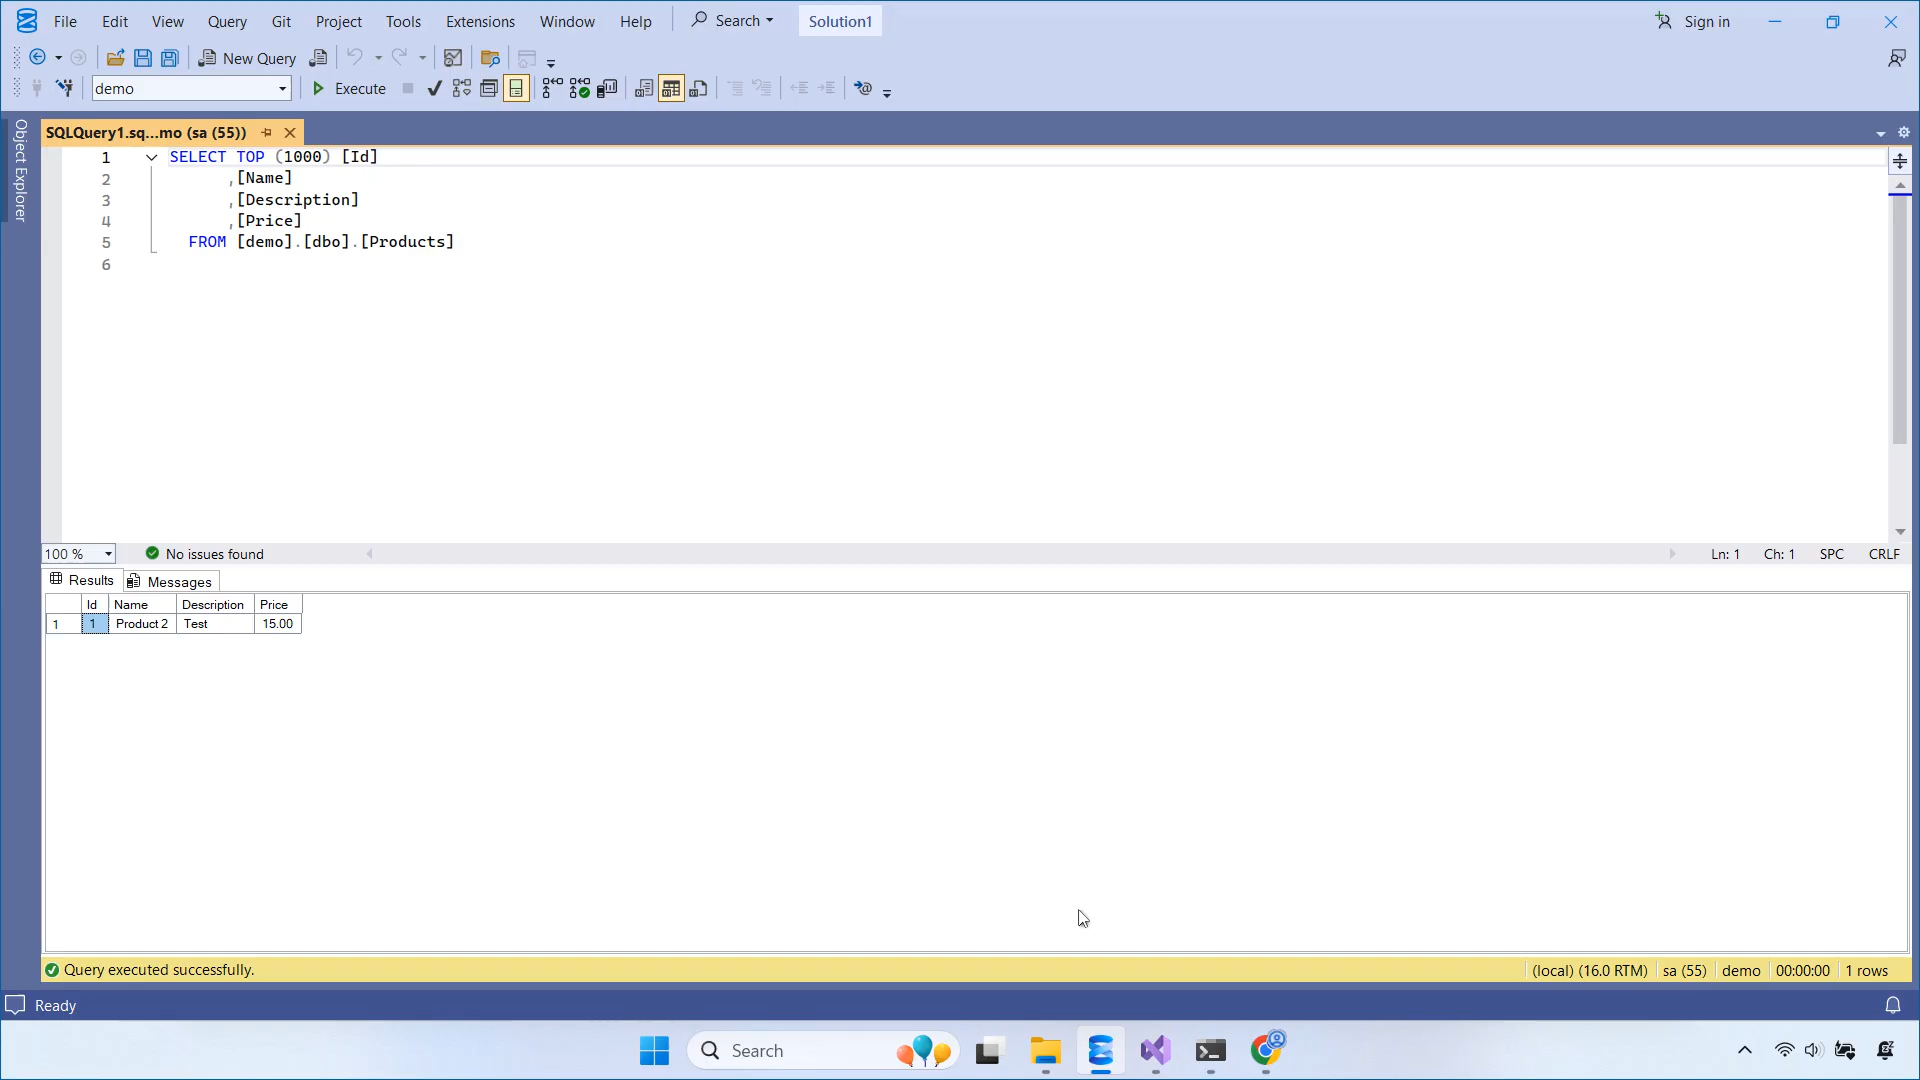 File Edit View Query Git Project Tools Extensions Window Help Search Solution1 Sign in
New Query
demo Execute
Object Explorer
SQLQuery1.sq...mo (sa (55))
1 SELECT TOP (1000) [Id]
2 ,[Name]
3 ,[Description]
4 ,[Price]
5 FROM [demo].[dbo].[Products]
6
100 % No issues found Ln: 1 Ch: 1 SPC CRLF
Results Messages
Id Name Description Price
1 1 Product 2 Test 15.00
Query executed successfully. (local) (16.0 RTM) sa (55) demo 00:00:00 1 rows
Ready
Search